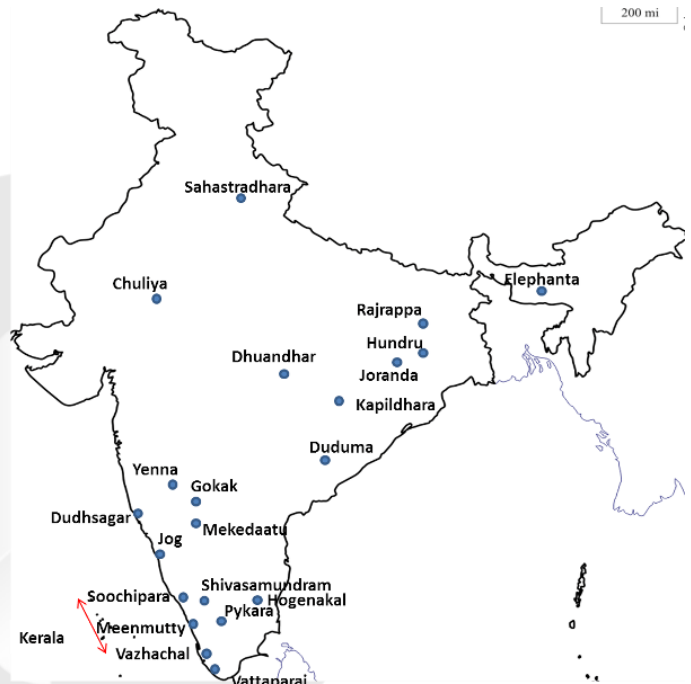 200 mi
Sahastradhara
Elephanta
Chuliya
Rajrappa
Hundru
Dhuandhar
Joranda
Kapildhara
Duduma
Yenna
Gokak
Dudhsagar
Mekedaatu
Jog
Shivasamundram
Soochipara
Hogenakal
Pykara
Meenmutty
Kerala
Vazhachal
Vattaparai